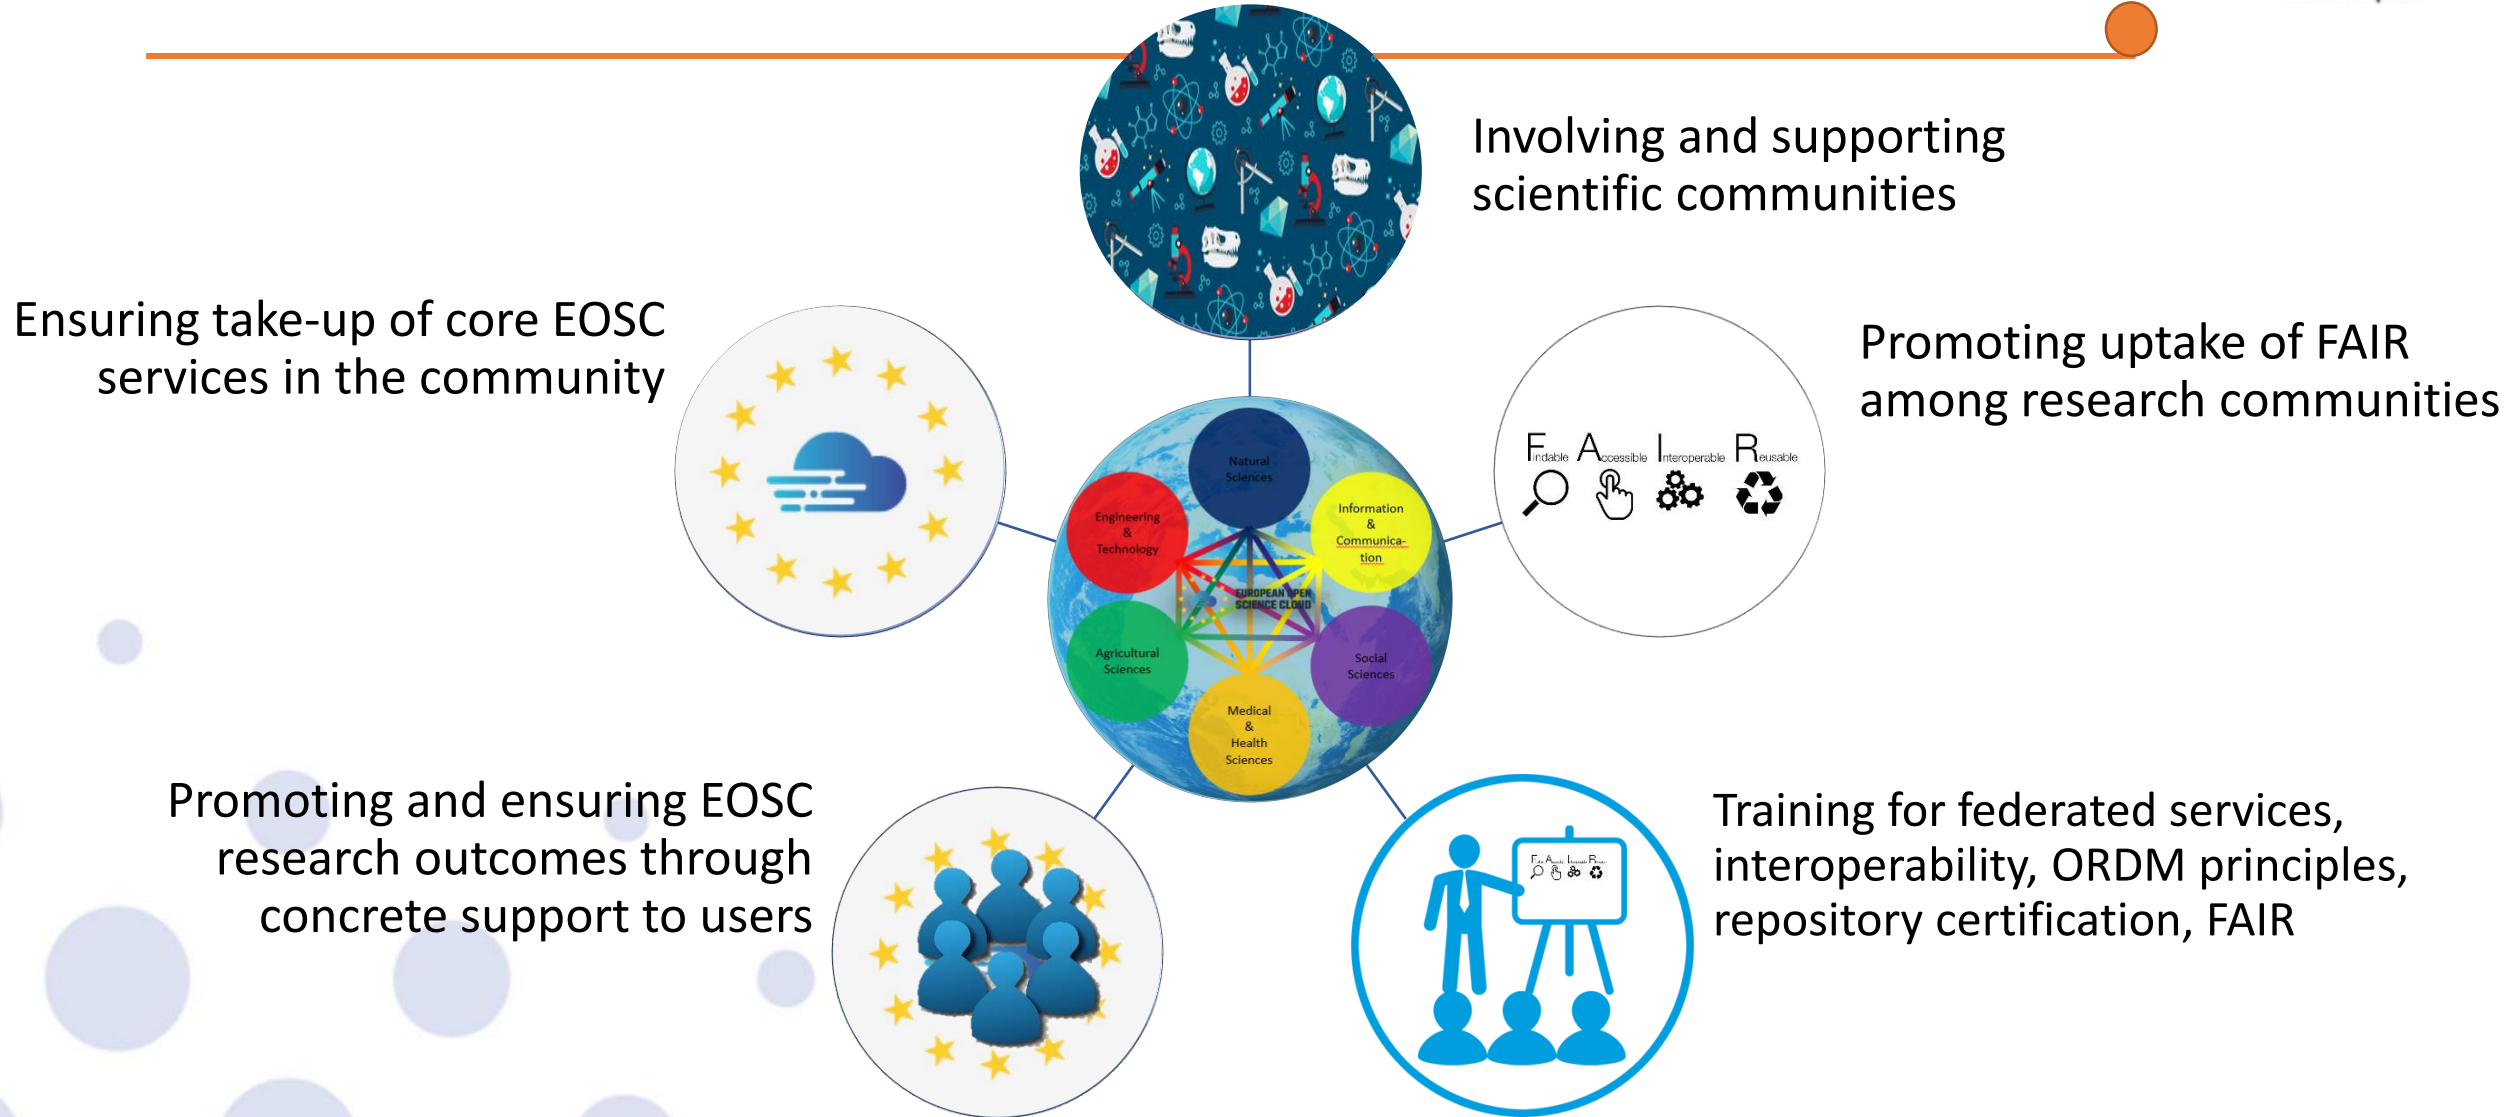 Involving and supporting
scientific communities
Ensuring take-up of core EOSC
services in the community
Promoting uptake of FAIR
among research communities
Findable Accessible Interoperable Reusable
Natural
Sciences
Engineering
&
Technology
Information
&
Communica-
tion
EUROPEAN OPEN
SCIENCE CLOUD
Agricultural
Sciences
Social
Sciences
Medical
&
Health
Sciences
Promoting and ensuring EOSC
research outcomes through
concrete support to users
Training for federated services,
interoperability, ORDM principles,
repository certification, FAIR